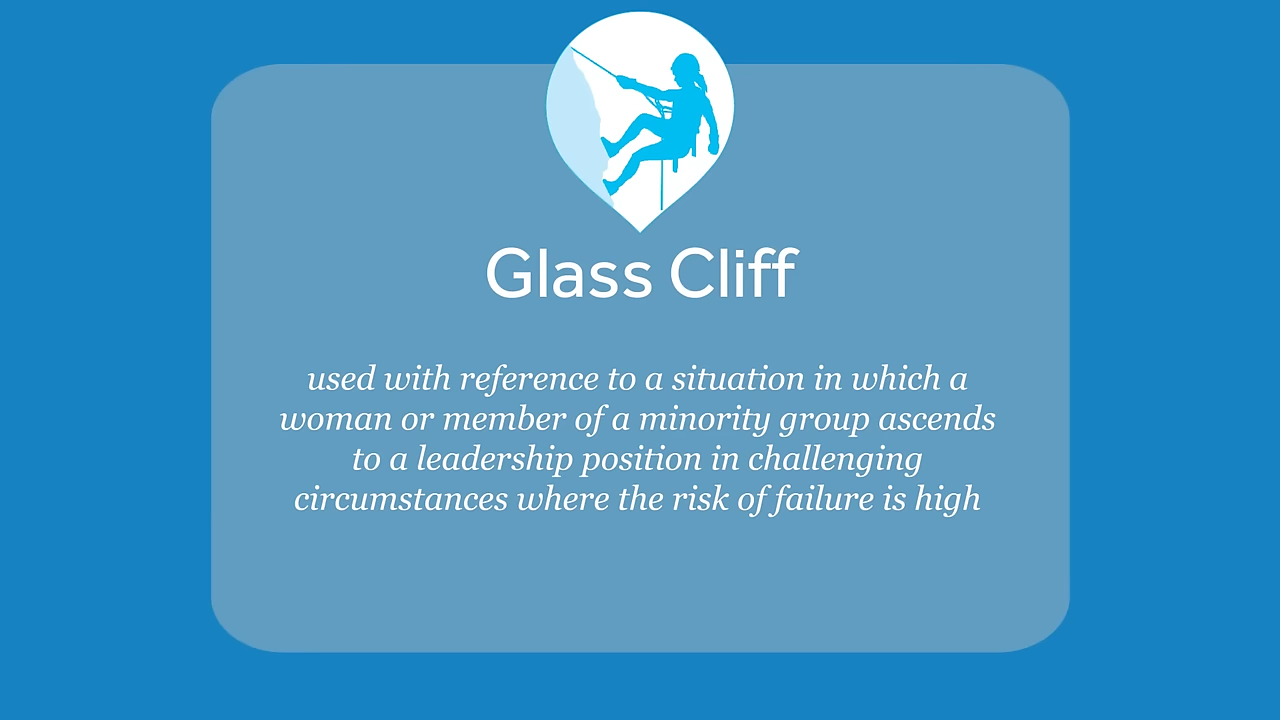 Glass Cliff
used with reference to a situation in which a
woman or member of a minority group ascends
to a leadership position in challenging
circumstances where the risk of failure is high